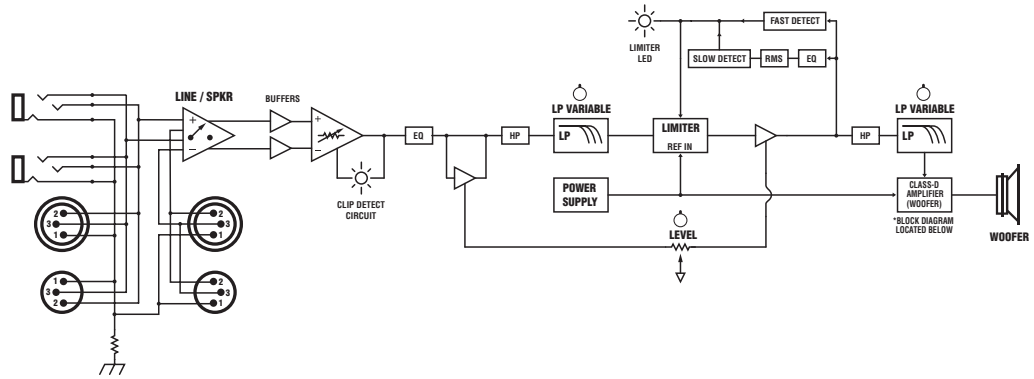 LIMITER
LED
FAST DETECT
SLOW DETECT
RMS
EQ
LINE / SPKR
BUFFERS
+
−
+
−
CLIP DETECT
CIRCUIT
EQ
HP
LP VARIABLE
LP
LIMITER
REF IN
HP
LP VARIABLE
LP
POWER
SUPPLY
LEVEL
CLASS-D
AMPLIFIER
(WOOFER)
*BLOCK DIAGRAM
LOCATED BELOW
WOOFER
2
3
1
2
3
1
1
3
2
2
3
1